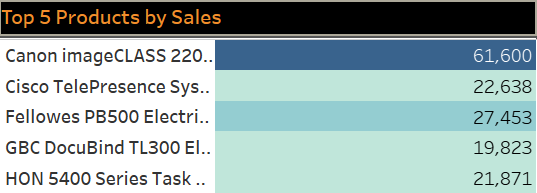 Top 5 Products by Sales
Canon imageCLASS 220.. 61,600
Cisco TelePresence Sys.. 22,638
Fellowes PB500 Electri.. 27,453
GBC DocuBind TL300 El.. 19,823
HON 5400 Series Task .. 21,871